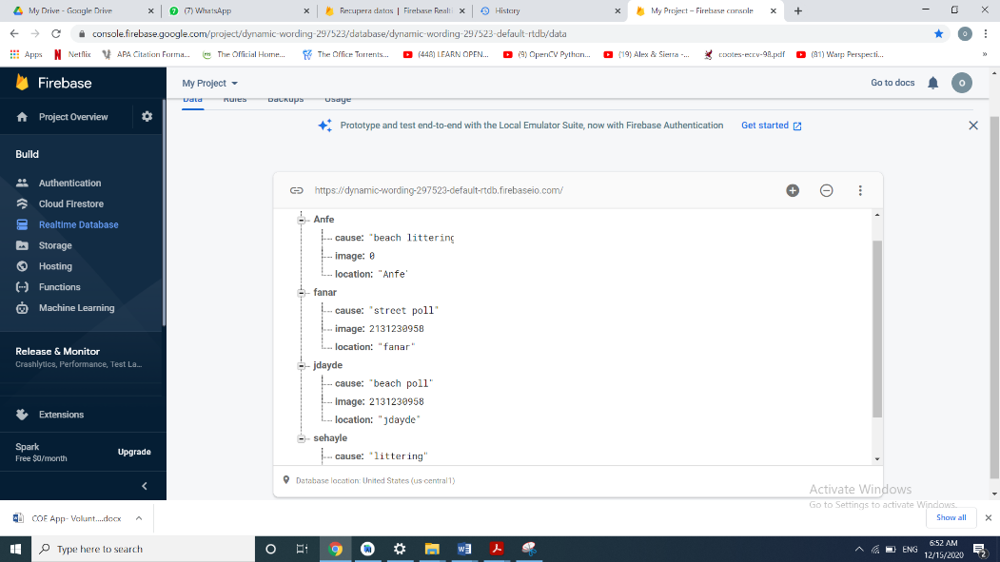 My Drive - Google Drive
(7) WhatsApp
Recupera datos | Firebase Realti
History
My Project – Firebase console
console.firebase.google.com/project/dynamic-wording-297523/database/dynamic-wording-297523-default-rtdb/data
O
Apps
Netflix
APA Citation Forma...
The Official Home...
The Office Torrents...
(448) LEARN OPEN...
(9) OpenCV Python...
(19) Alex & Sierra -...
cootes-eccv-98.pdf
(81) Warp Perspecti...
»
Firebase
My Project
Go to docs
O
Project Overview
Data
Rules
Backups
Usage
Prototype and test end-to-end with the Local Emulator Suite, now with Firebase Authentication
Get started
Build
Authentication
Cloud Firestore
Realtime Database
Storage
Hosting
Functions
Machine Learning
Release & Monitor
Crashlytics, Performance, Test La...
Extensions
Spark
Free $0/month
Upgrade
https://dynamic-wording-297523-default-rtdb.firebaseio.com/
Anfe
cause: "beach littering
image: 0
location: "Anfe'
fanar
cause: "street poll"
image: 2131230958
location: "fanar"
jdayde
cause: "beach poll"
image: 2131230958
location: "jdayde"
sehayle
cause: "littering"
Database location: United States (us-central1)
Activate Windows
Go to Settings to activate Windows.
COE App- Volunt....docx
Show all
Type here to search
ENG
6:52 AM
12/15/2020
2